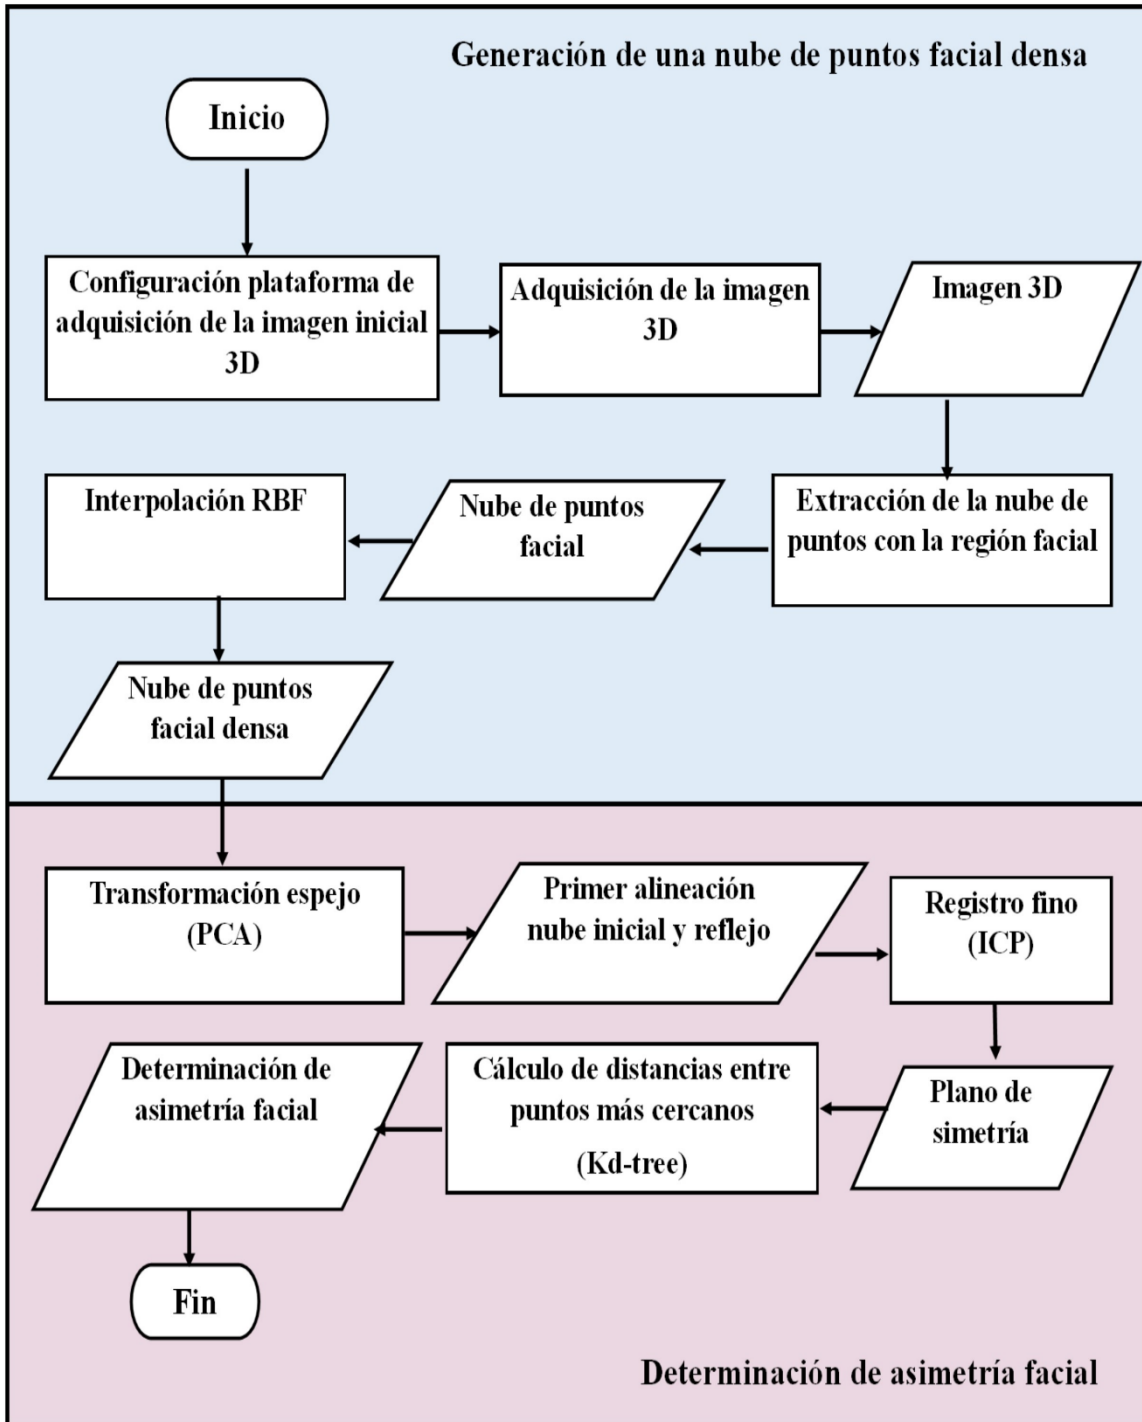 Generación de una nube de puntos facial densa
Inicio
Configuración plataforma de
adquisición de la imagen inicial
3D
Adquisición de la imagen
3D
Imagen 3D
Extracción de la nube de
puntos con la región facial
Nube de puntos
facial
Interpolación RBF
Nube de puntos
facial densa
Transformación espejo
(PCA)
Primer alineación
nube inicial y reflejo
Registro fino
(ICP)
Plano de
simetría
Cálculo de distancias entre
puntos más cercanos
(Kd-tree)
Determinación de
asimetría facial
Fin
Determinación de asimetría facial